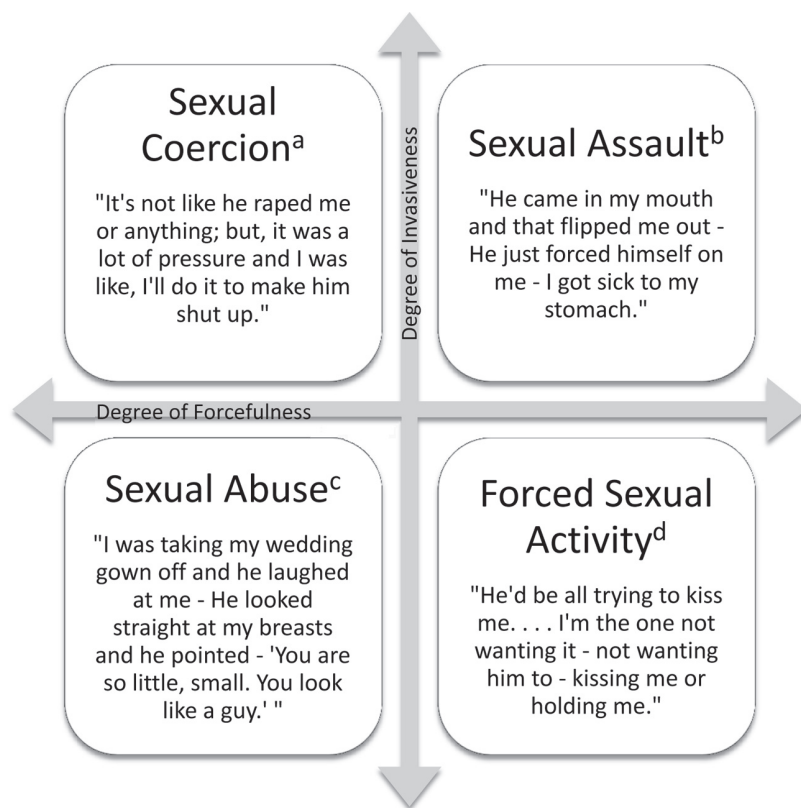 Sexual
Coercionᵃ
"It's not like he raped me
or anything; but, it was a
lot of pressure and I was
like, I'll do it to make him
shut up."
Degree of Invasiveness
Sexual Assaultᵇ
"He came in my mouth
and that flipped me out -
He just forced himself on
me - I got sick to my
stomach."
Degree of Forcefulness
Sexual Abuseᶜ
"I was taking my wedding
gown off and he laughed
at me - He looked
straight at my breasts
and he pointed - 'You are
so little, small. You look
like a guy.' "
Forced Sexual
Activityᵈ
"He'd be all trying to kiss
me. . . . I'm the one not
wanting it - not wanting
him to - kissing me or
holding me."